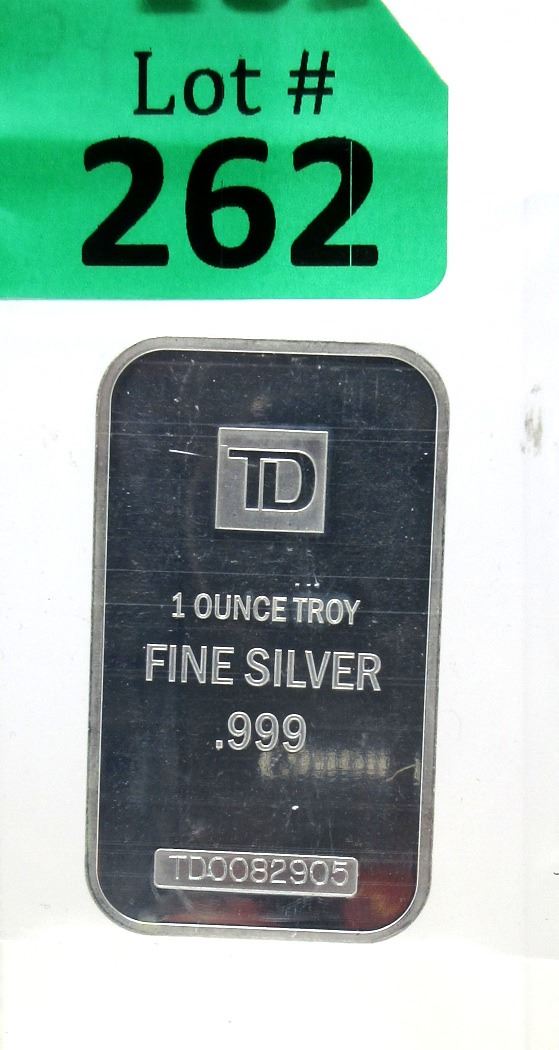 Lot #
262
TD
1 OUNCE TROY
FINE SILVER
.999
TD0082905